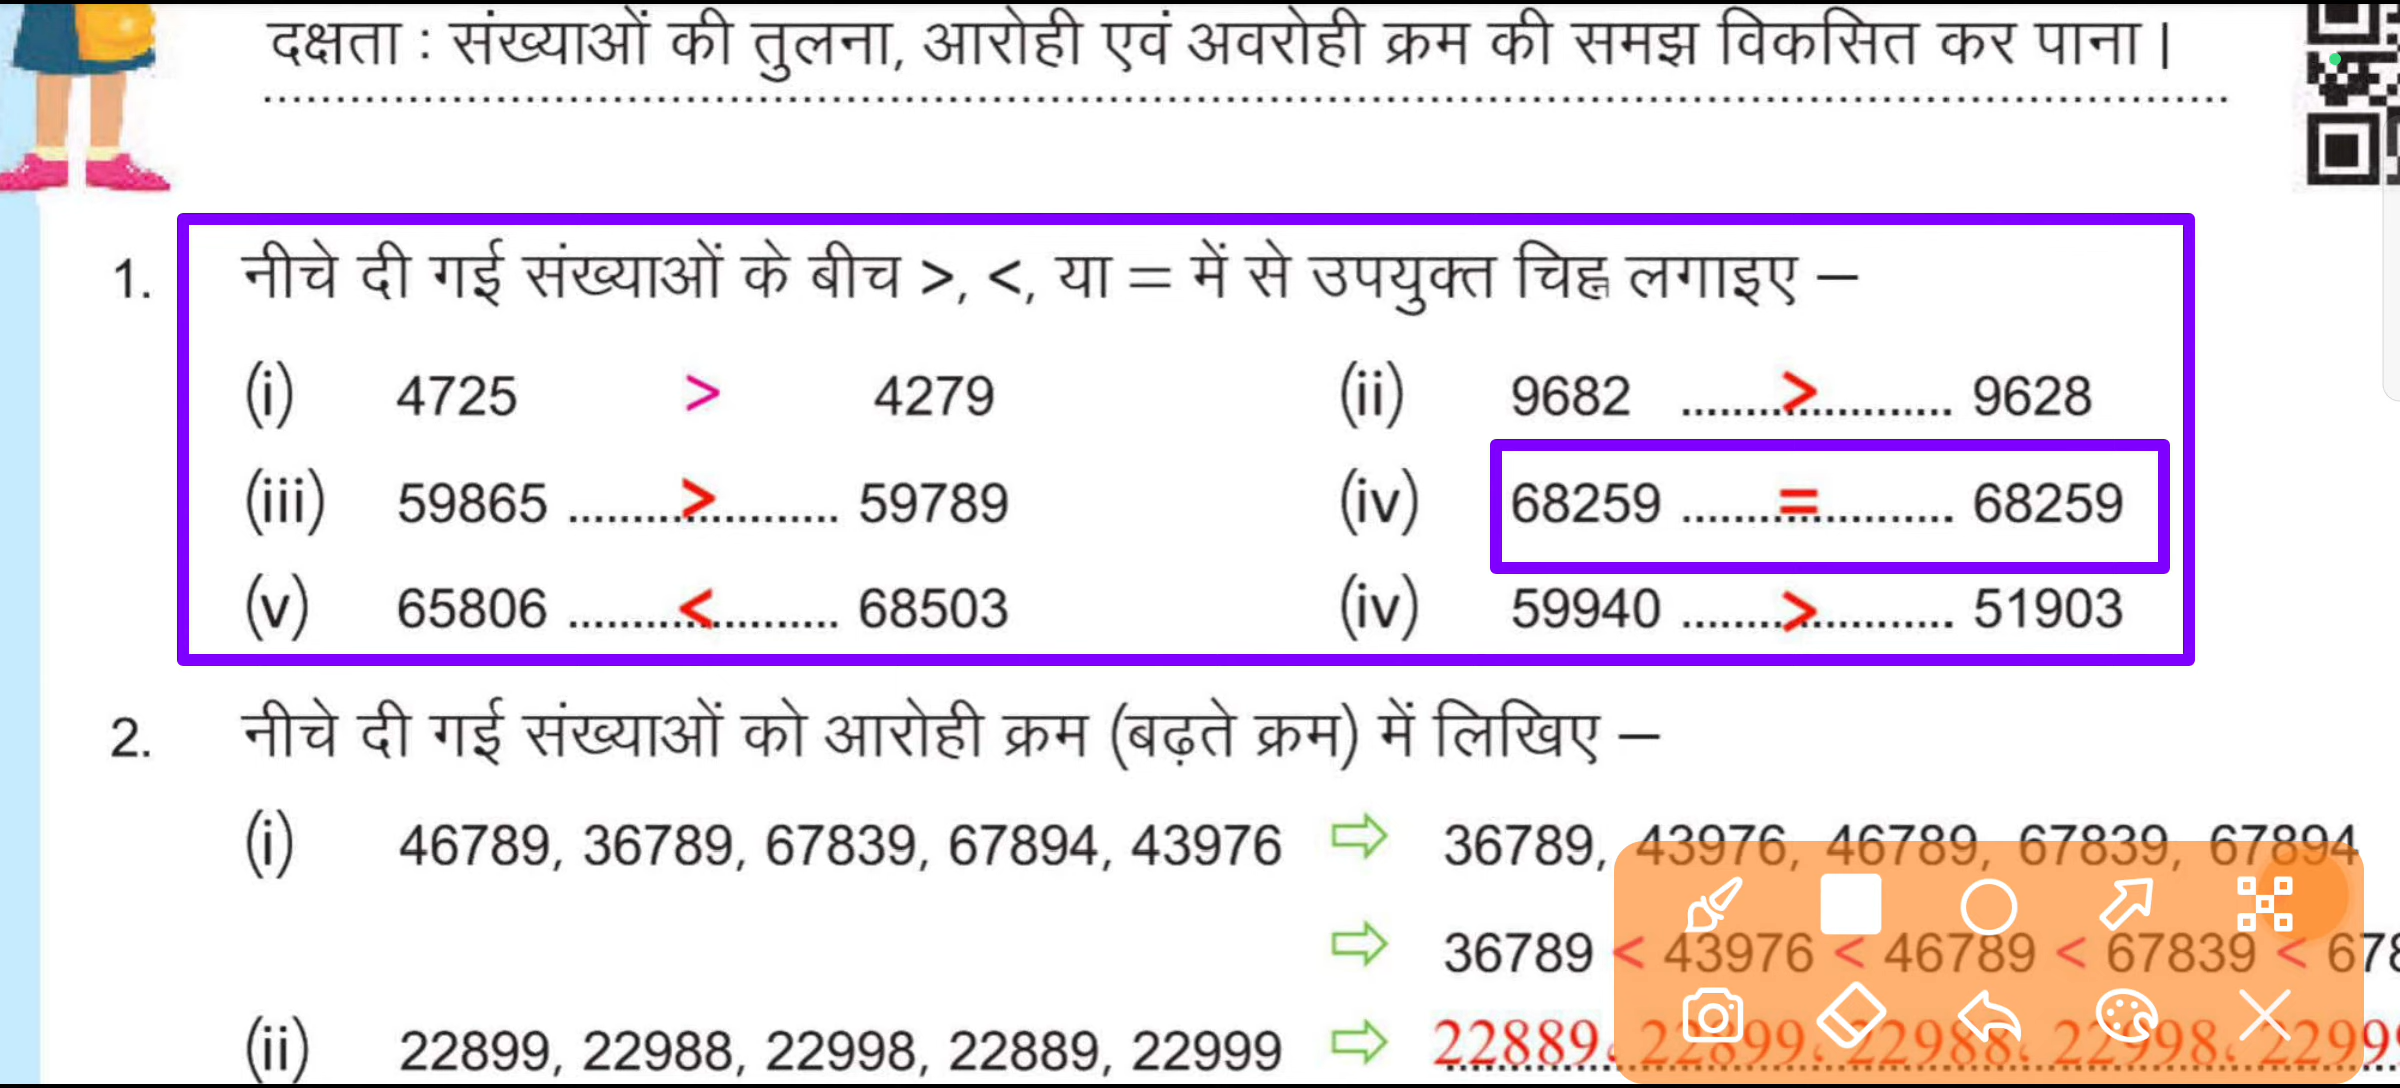 दक्षता : संख्याओं की तुलना, आरोही एवं अवरोही क्रम की समझ विकसित कर पाना।
1. नीचे दी गई संख्याओं के बीच >, <, या = में से उपयुक्त चिह्न लगाइए –
(i) 4725 > 4279 (ii) 9682 ........>........... 9628
(iii) 59865 ........>........... 59789 (iv) 68259 ........=........... 68259
(v) 65806 ........<........... 68503 (iv) 59940 ........>........... 51903
2. नीचे दी गई संख्याओं को आरोही क्रम (बढ़ते क्रम) में लिखिए –
(i) 46789, 36789, 67839, 67894, 43976 ⇨ 36789, 43976, 46789, 67839, 67894
⇨ 36789 < 43976 < 46789 < 67839 <
(ii) 22899, 22988, 22998, 22889, 22999 ⇨ 22889, 22899, 22988, 22998,